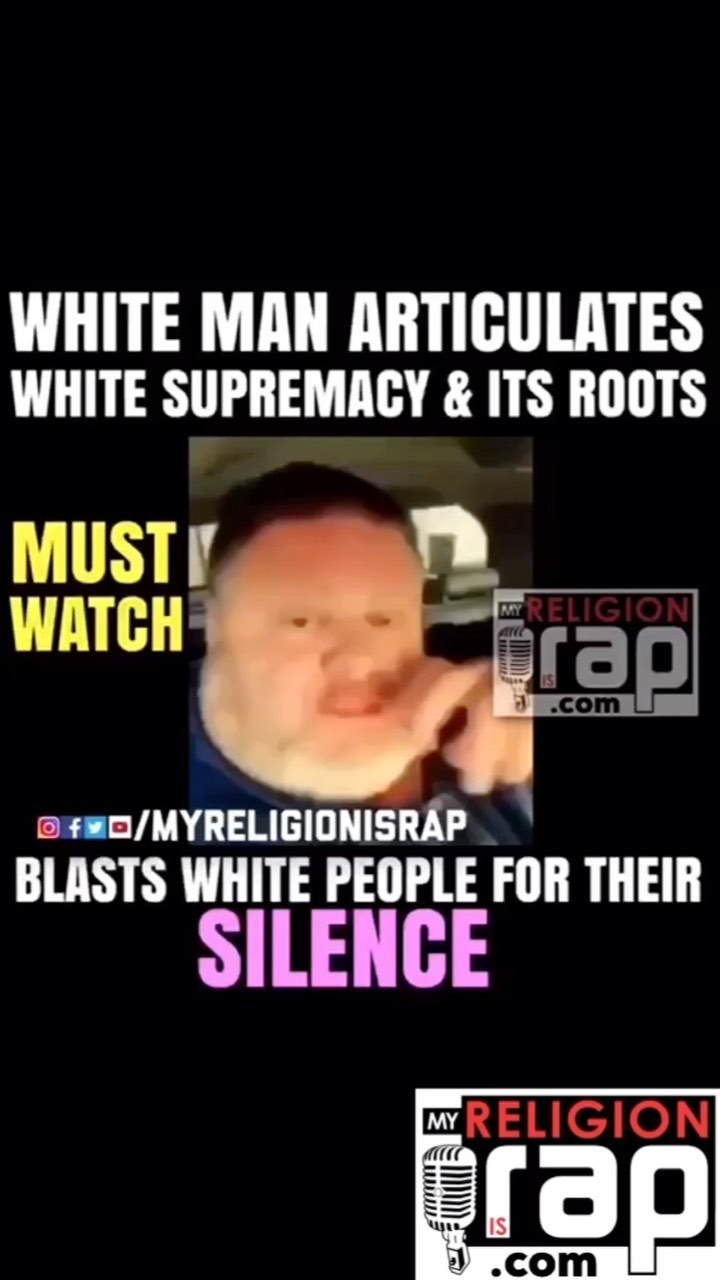 WHITE MAN ARTICULATES
WHITE SUPREMACY & ITS ROOTS
MUST
WATCH
MY RELIGION
IS rap
.com
/MYRELIGIONISRAP
BLASTS WHITE PEOPLE FOR THEIR
SILENCE
MY RELIGION
IS rap
.com